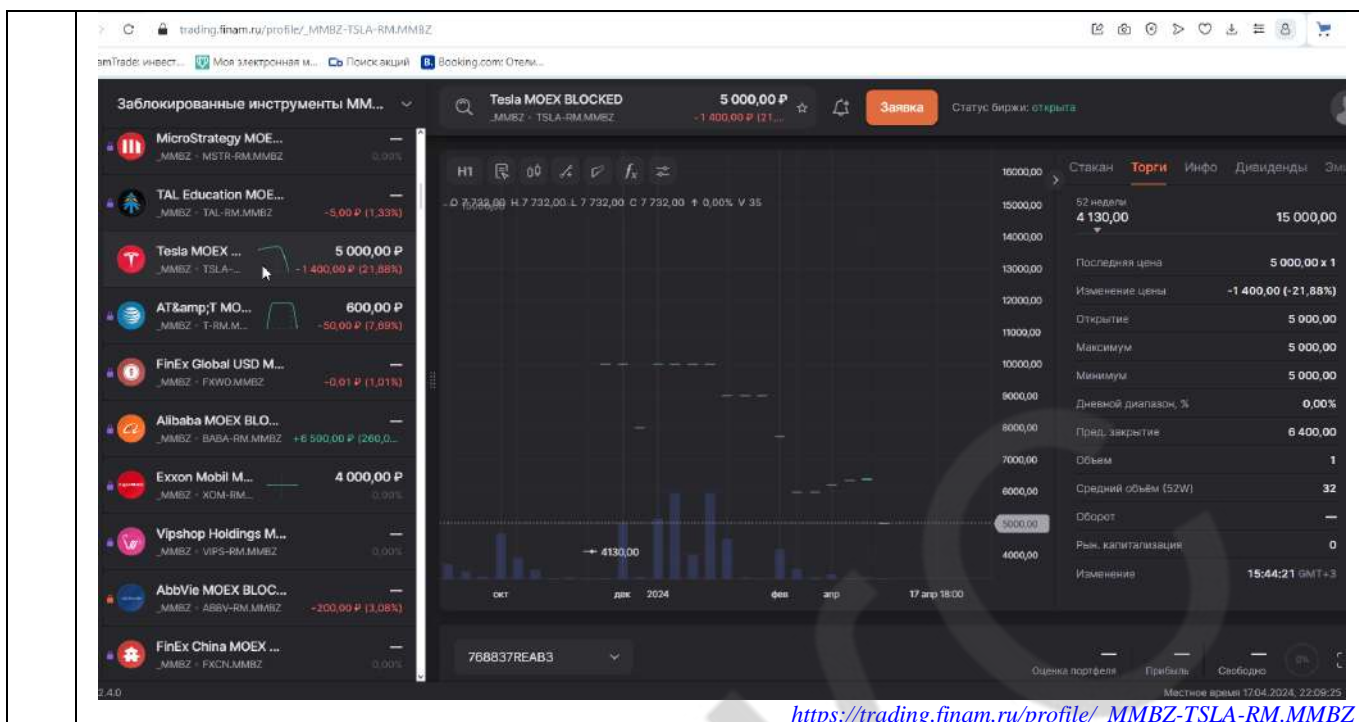 trading.finam.ru/profile/_MMBZ-TSLA-RM.MMBZ
amTrade: инвест... Моя электронная м... Поиск акций B. Booking.com: Отели...
Заблокированные инструменты ММ...
Tesla MOEX BLOCKED 5 000,00 ₽
_MMBZ · TSLA-RM.MMBZ -1 400,00 ₽ (21,...
Заявка Статус биржи: открыта
MicroStrategy MOE... —
_MMBZ · MSTR-RM.MMBZ 0,00%
TAL Education MOE... —
_MMBZ · TAL-RM.MMBZ -5,00 ₽ (1,33%)
Tesla MOEX ... 5 000,00 ₽
_MMBZ · TSLA-... -1 400,00 ₽ (21,88%)
AT&amp;T MO... 600,00 ₽
_MMBZ · T-RM.M... -50,00 ₽ (7,69%)
FinEx Global USD M... —
_MMBZ · FXWO.MMBZ -0,01 ₽ (1,01%)
Alibaba MOEX BLO... —
_MMBZ · BABA-RM.MMBZ +6 500,00 ₽ (260,0...
Exxon Mobil M... 4 000,00 ₽
_MMBZ · XOM-RM... 0,00%
Vipshop Holdings M... —
_MMBZ · VIPS-RM.MMBZ 0,00%
AbbVie MOEX BLOC... —
_MMBZ · ABBV-RM.MMBZ -200,00 ₽ (3,08%)
FinEx China MOEX ... —
_MMBZ · FXCN.MMBZ 0,00%
2.4.0
H1 fx
O 7 732,00 H 7 732,00 L 7 732,00 C 7 732,00 0,00% V 35
16000,00
15000,00
14000,00
13000,00
12000,00
11000,00
10000,00
9000,00
8000,00
7000,00
6000,00
5000,00
4000,00
4130,00
окт дек 2024 фев апр 17 апр 18:00
Стакан Торги Инфо Дивиденды Эм
52 недели
4 130,00 15 000,00
Последняя цена 5 000,00 x 1
Изменение цены -1 400,00 (-21,88%)
Открытие 5 000,00
Максимум 5 000,00
Минимум 5 000,00
Дневной диапазон, % 0,00%
Пред. закрытие 6 400,00
Объем 1
Средний объём (52W) 32
Оборот —
Рын. капитализация 0
Изменение 15:44:21 GMT+3
768837REAB3
— — — 0%
Оценка портфеля Прибыль Свободно
Местное время 17.04.2024, 22:09:25
https://trading.finam.ru/profile/_MMBZ-TSLA-RM.MMBZ